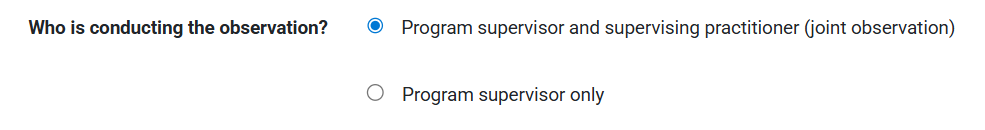 Who is conducting the observation? Program supervisor and supervising practitioner (joint observation)
Program supervisor only